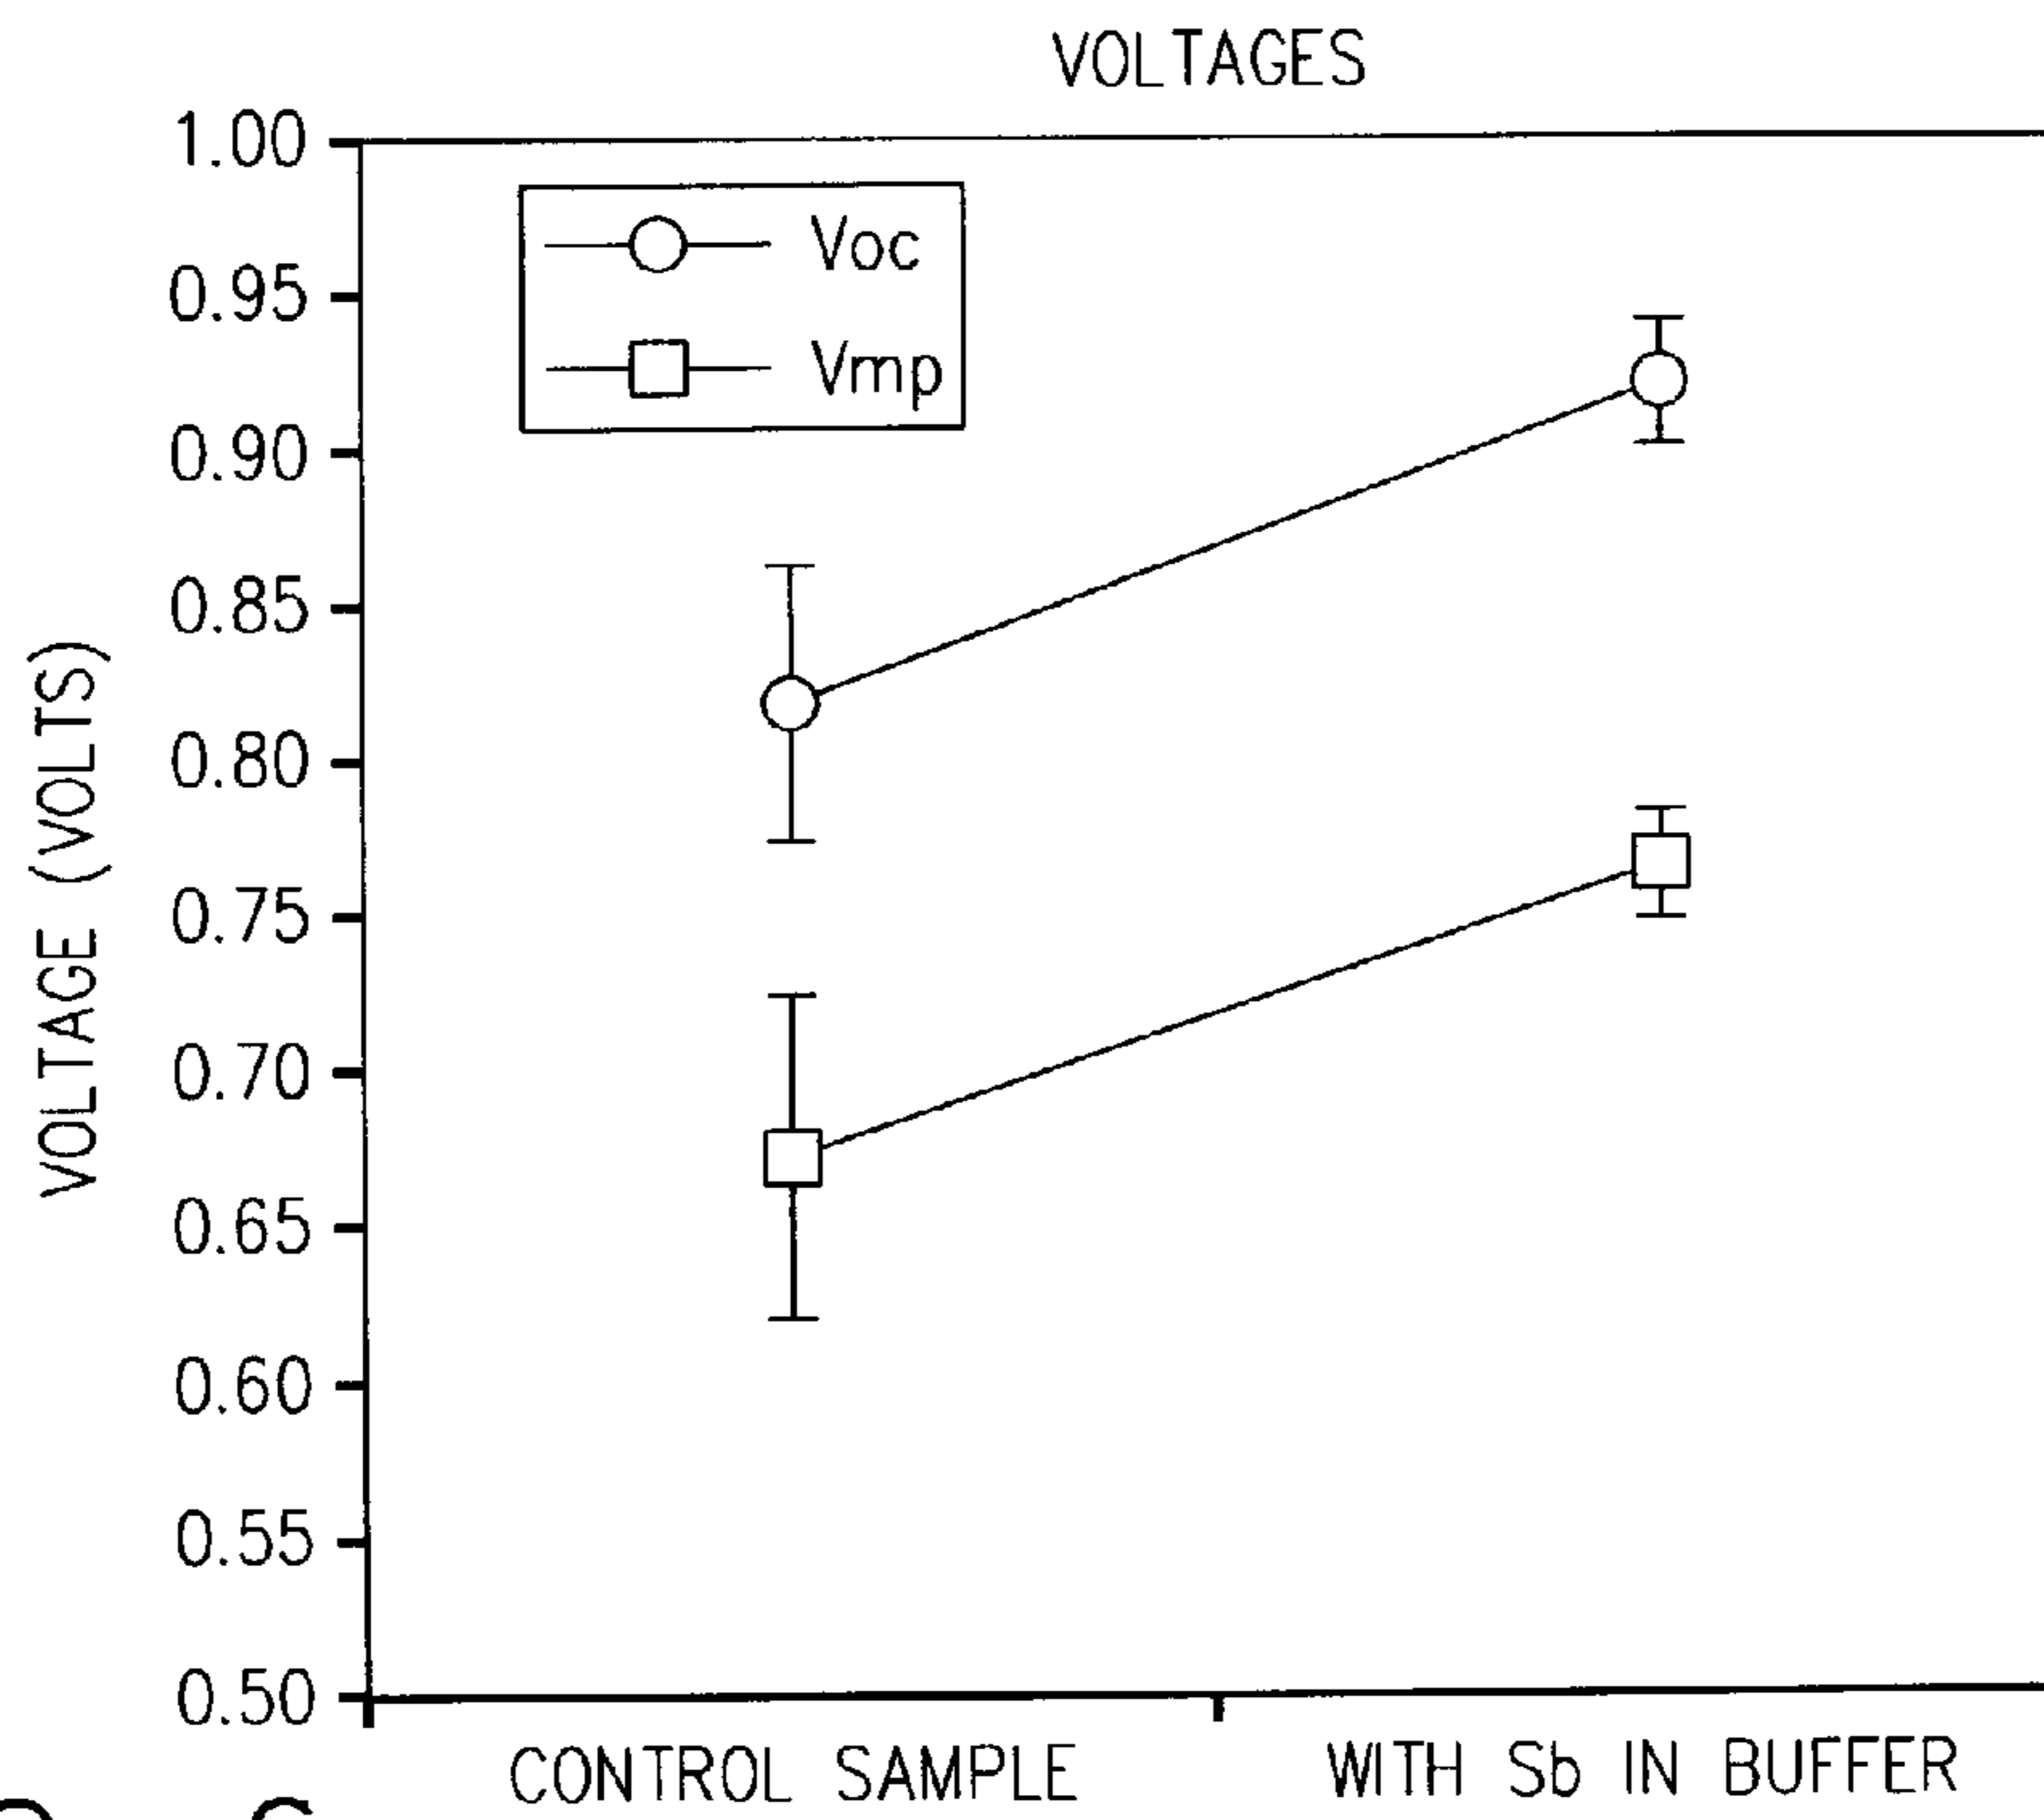 VOLTAGES
1.00
Voc
0.95
Vmp
0.90
0.85
0.80
0.75
0.70
0.65
0.60
0.55
0.50
VOLTAGE (VOLTS)
CONTROL SAMPLE
WITH Sb IN BUFFER